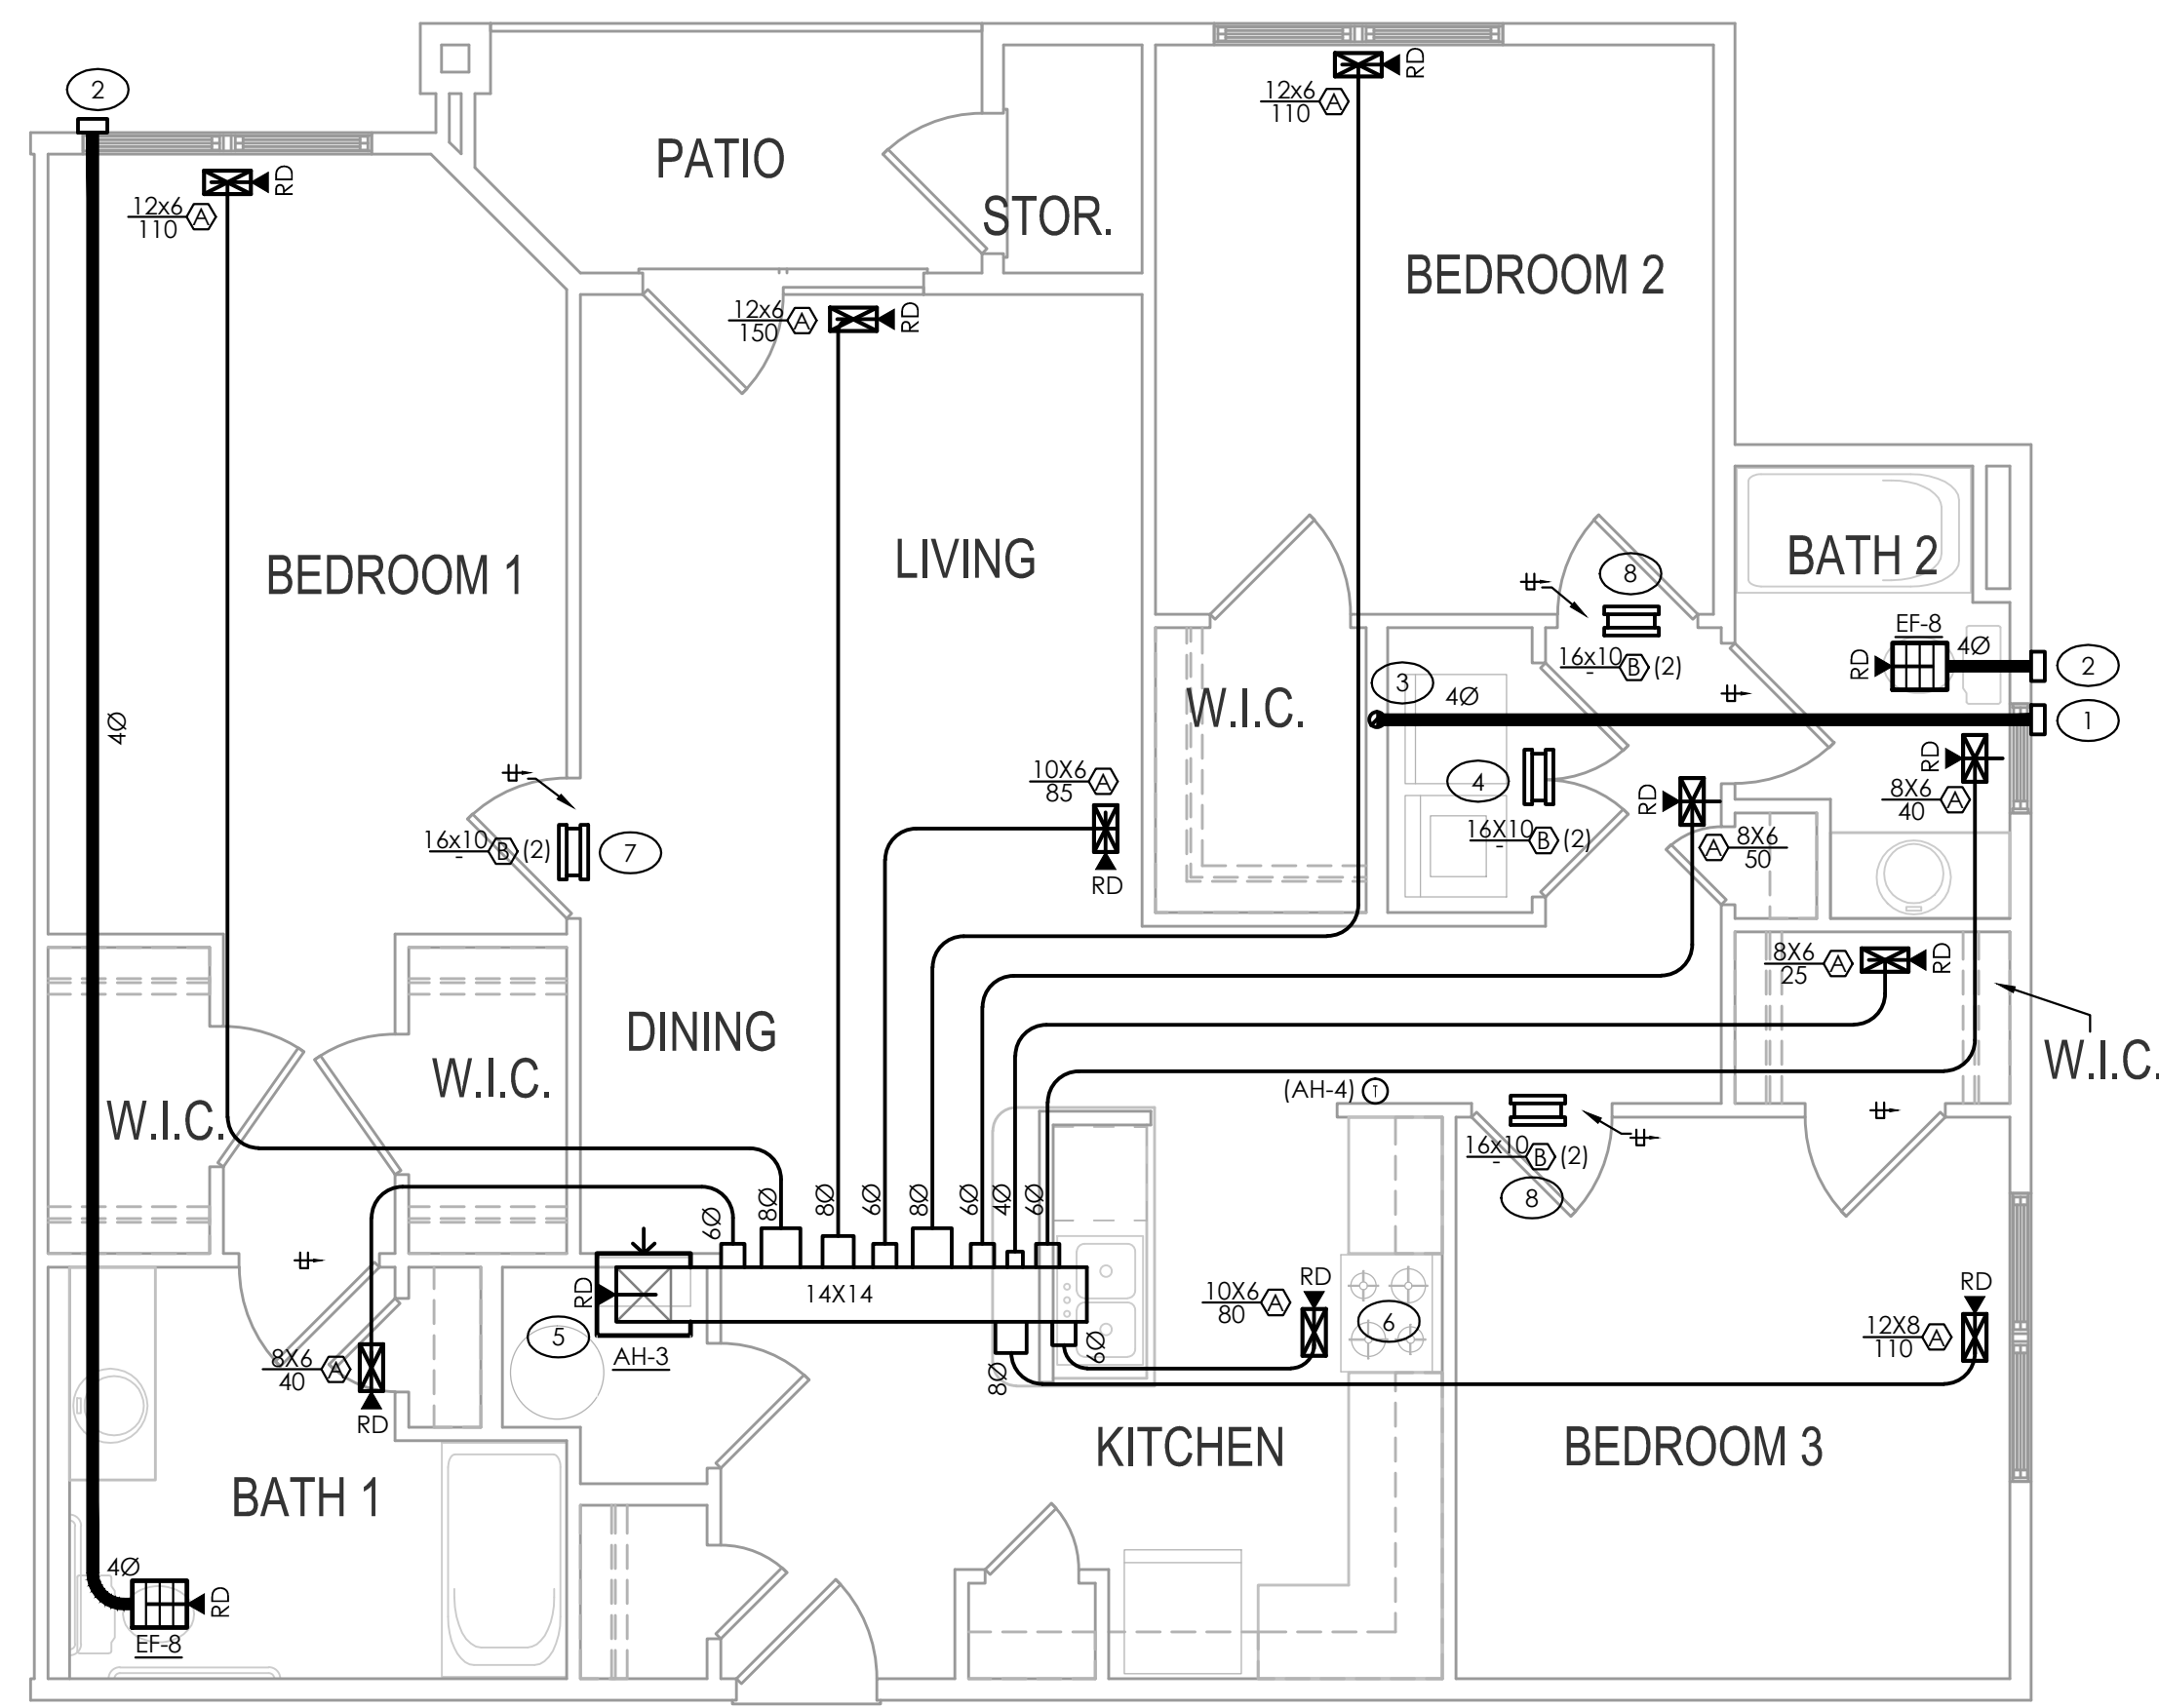 2
12x6
110
A
RD
12x6
110
A
RD
PATIO
STOR.
BEDROOM 2
12x6
150
A
RD
BEDROOM 1
LIVING
BATH 2
8
16x10
-
B
(2)
EF-8
4Ø
RD
2
3
4Ø
1
W.I.C.
4Ø
7
16x10
-
B
(2)
10X6
85
A
RD
4
16X10
-
B
(2)
RD
A
8X6
50
RD
8X6
40
A
8X6
25
A
RD
DINING
W.I.C.
W.I.C.
W.I.C.
(AH-4)
T
16x10
-
B
(2)
8
6Ø
8Ø
8Ø
6Ø
8Ø
6Ø
4Ø
6Ø
RD
14X14
5
AH-3
8X6
40
A
RD
8Ø
6Ø
10X6
80
A
RD
6
12X8
110
A
RD
KITCHEN
BEDROOM 3
BATH 1
4Ø
RD
EF-8